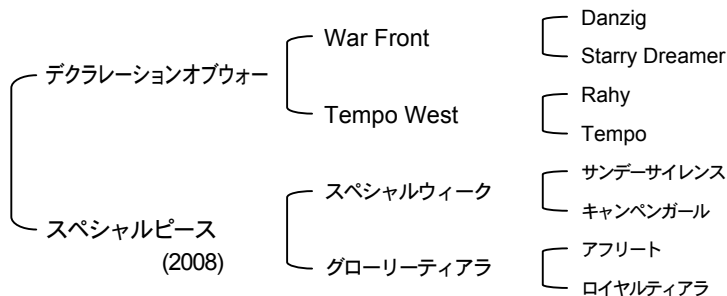 Danzig
War Front
Starry Dreamer
デクラレーションオブウォー
Rahy
Tempo West
Tempo
サンデーサイレンス
スペシャルウィーク
キャンペンガール
スペシャルピース
(2008)
アフリート
グローリーティアラ
ロイヤルティアラ